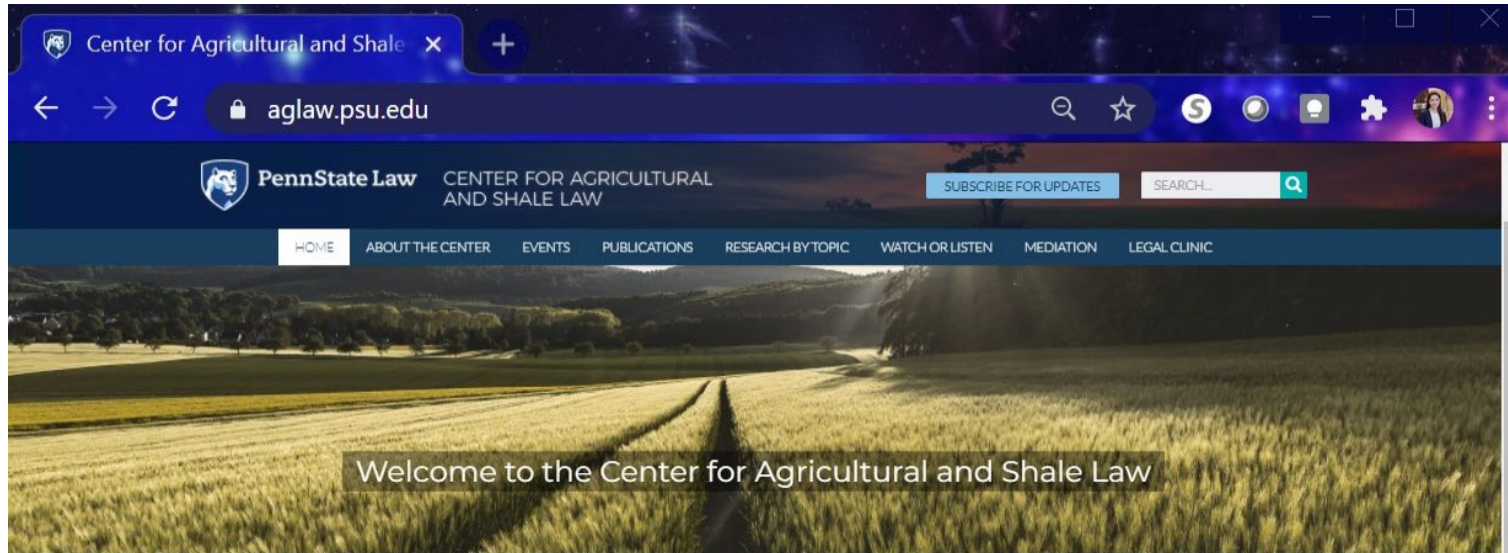 Center for Agricultural and Shale
aglaw.psu.edu
PennState Law
CENTER FOR AGRICULTURAL
AND SHALE LAW
SUBSCRIBE FOR UPDATES
SEARCH...
HOME ABOUT THE CENTER EVENTS PUBLICATIONS RESEARCH BY TOPIC WATCH OR LISTEN MEDIATION LEGAL CLINIC
Welcome to the Center for Agricultural and Shale Law